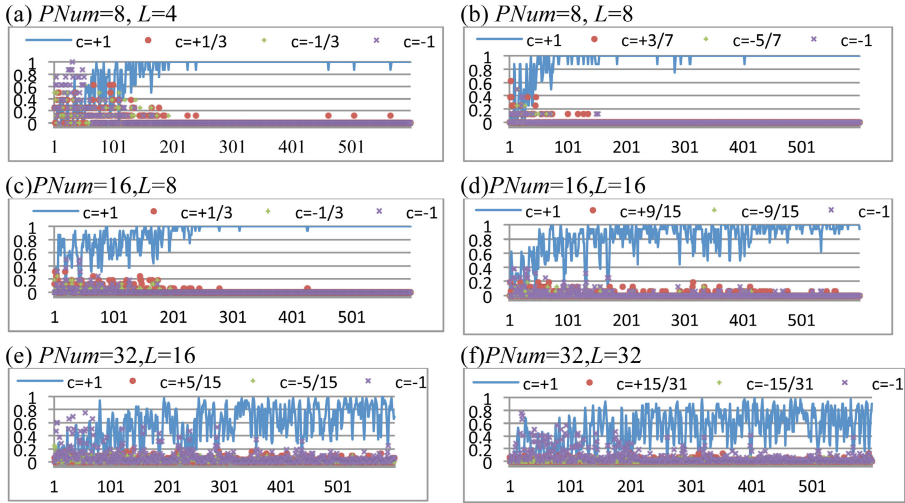 (a) PNum=8, L=4
c=+1 c=+1/3 c=-1/3 c=-1
1
0.8
0.6
0.4
0.2
0
1 101 201 301 401 501
(b) PNum=8, L=8
c=+1 c=+3/7 c=-5/7 c=-1
1
0.8
0.6
0.4
0.2
0
1 101 201 301 401 501
(c)PNum=16,L=8
c=+1 c=+1/3 c=-1/3 c=-1
1
0.8
0.6
0.4
0.2
0
1 101 201 301 401 501
(d)PNum=16,L=16
c=+1 c=+9/15 c=-9/15 c=-1
1
0.8
0.6
0.4
0.2
0
1 101 201 301 401 501
(e) PNum=32,L=16
c=+1 c=+5/15 c=-5/15 c=-1
1
0.8
0.6
0.4
0.2
0
1 101 201 301 401 501
(f)PNum=32,L=32
c=+1 c=+15/31 c=-15/31 c=-1
1
0.8
0.6
0.4
0.2
0
1 101 201 301 401 501